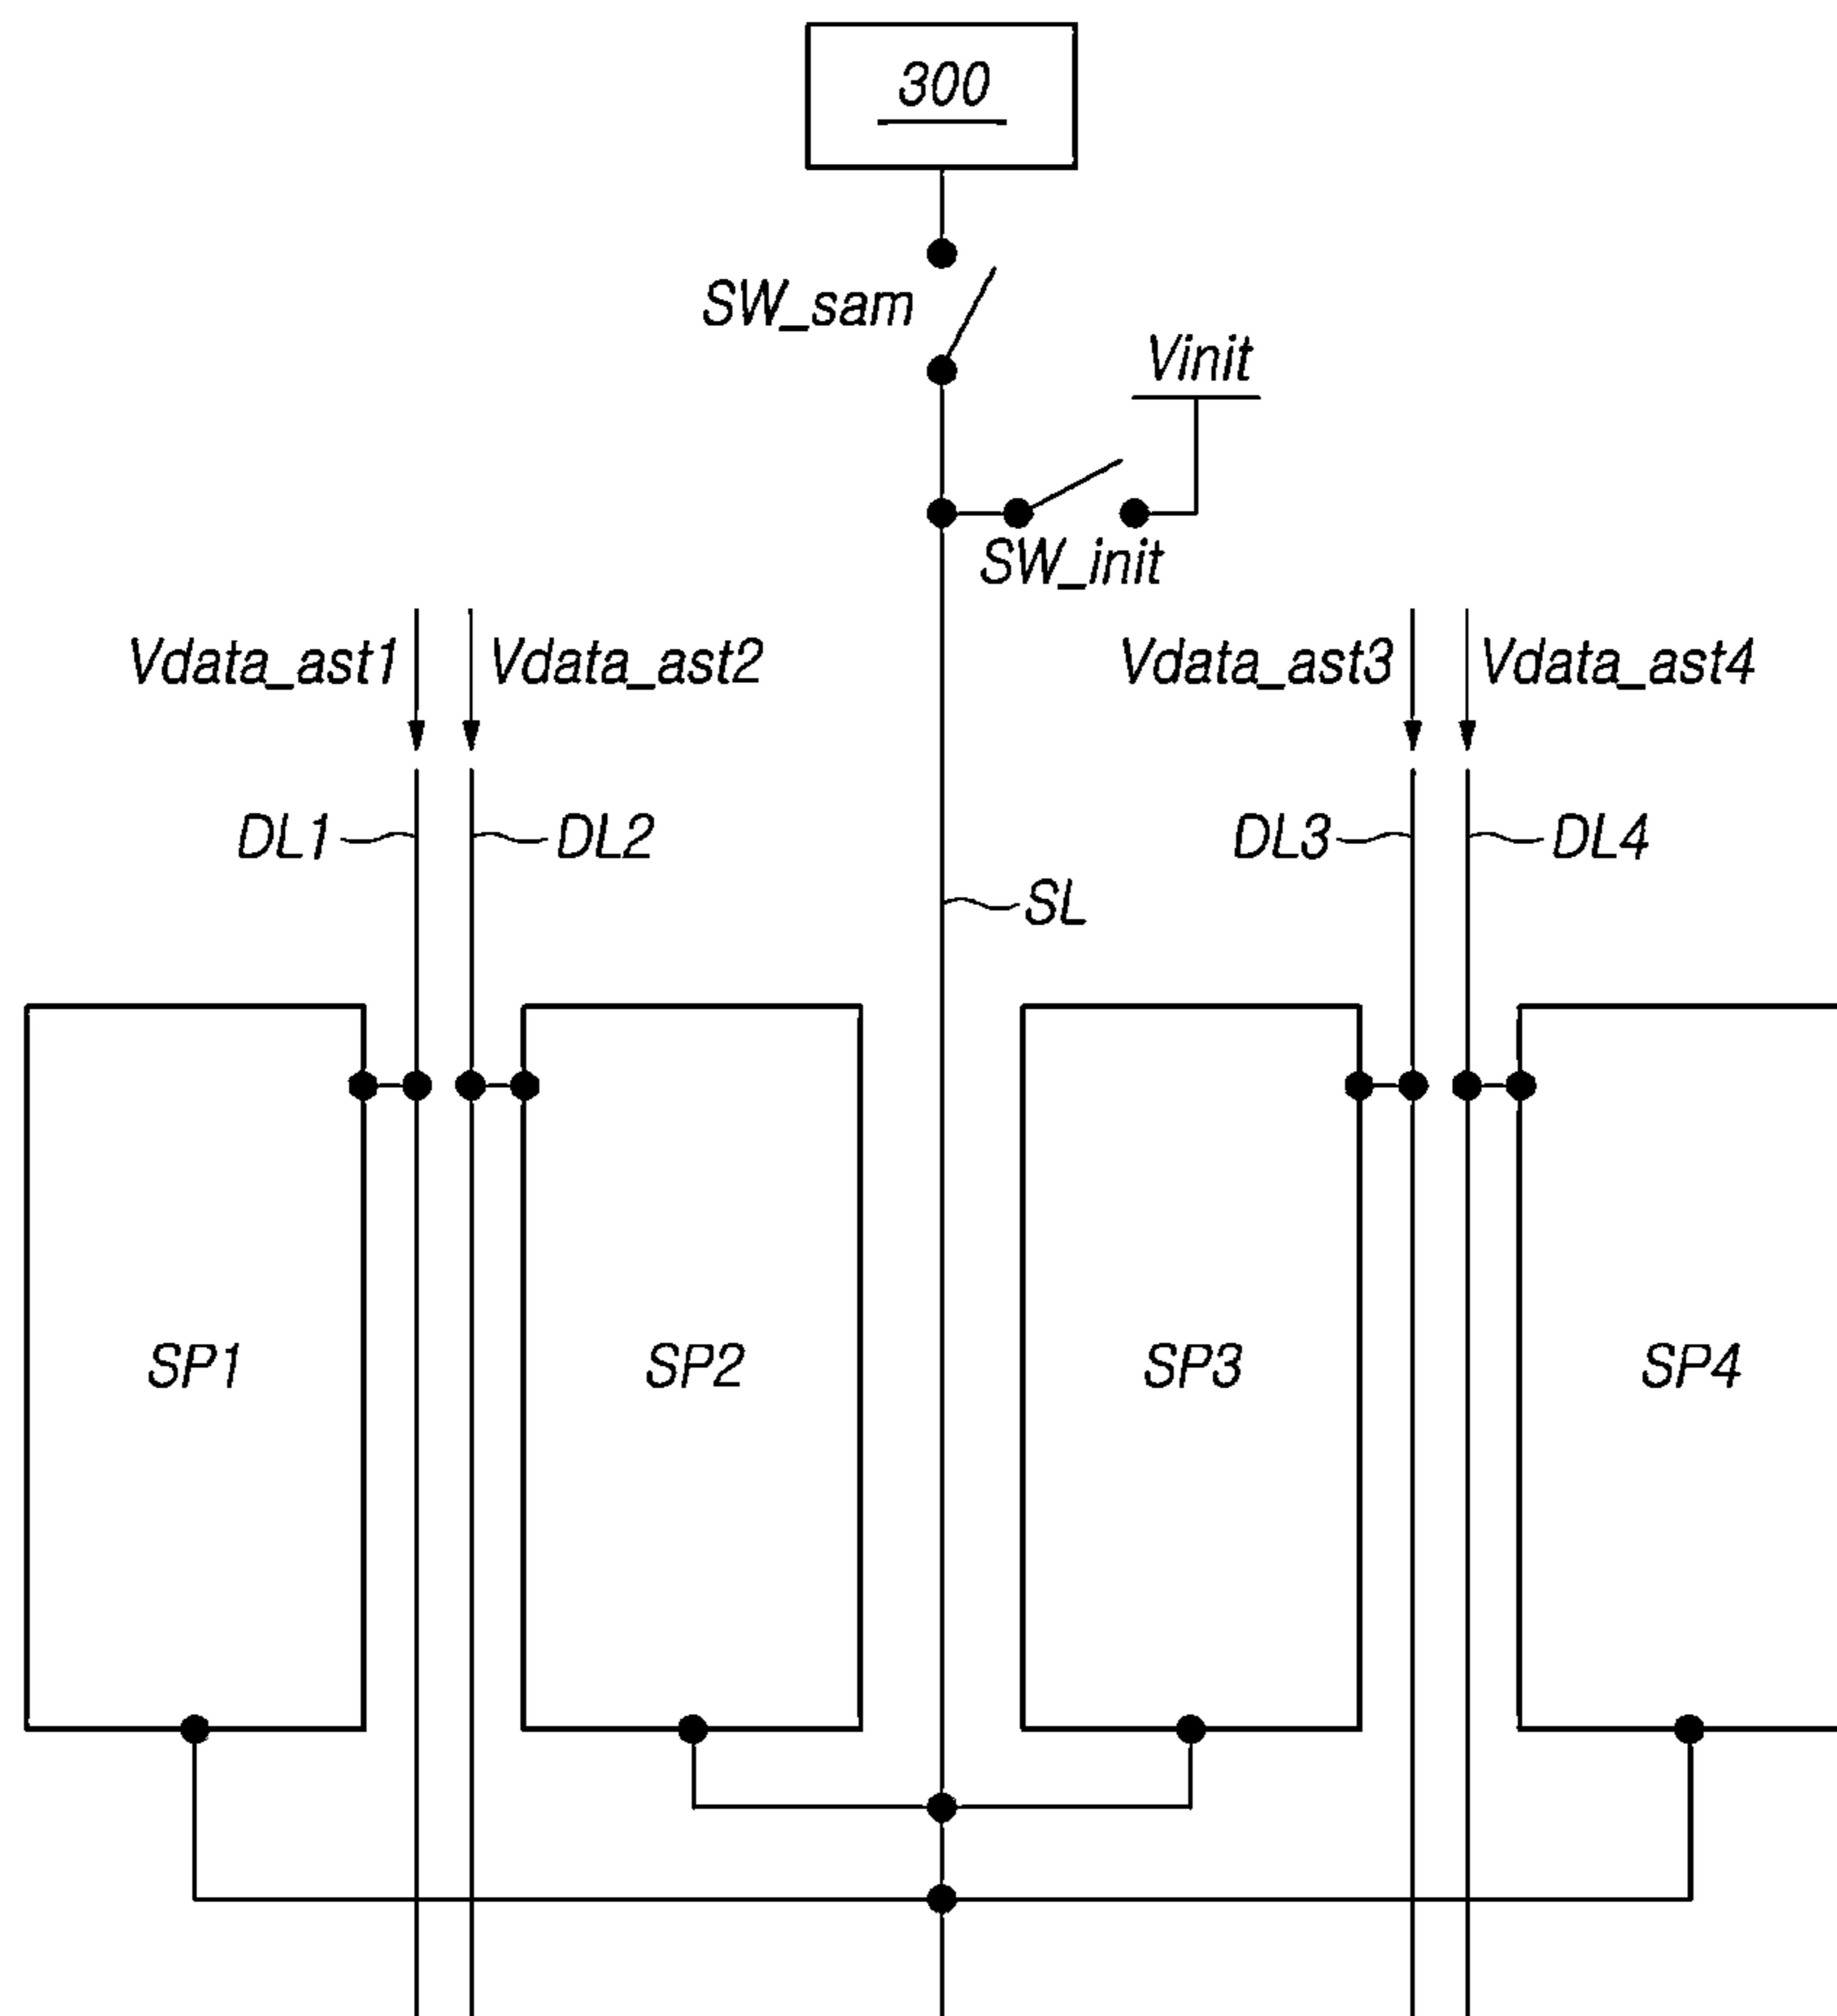 300
SW_sam
Vinit
SW_init
Vdata_ast1 Vdata_ast2 Vdata_ast3 Vdata_ast4
DL1 DL2 DL3 DL4
SL
SP1 SP2 SP3 SP4